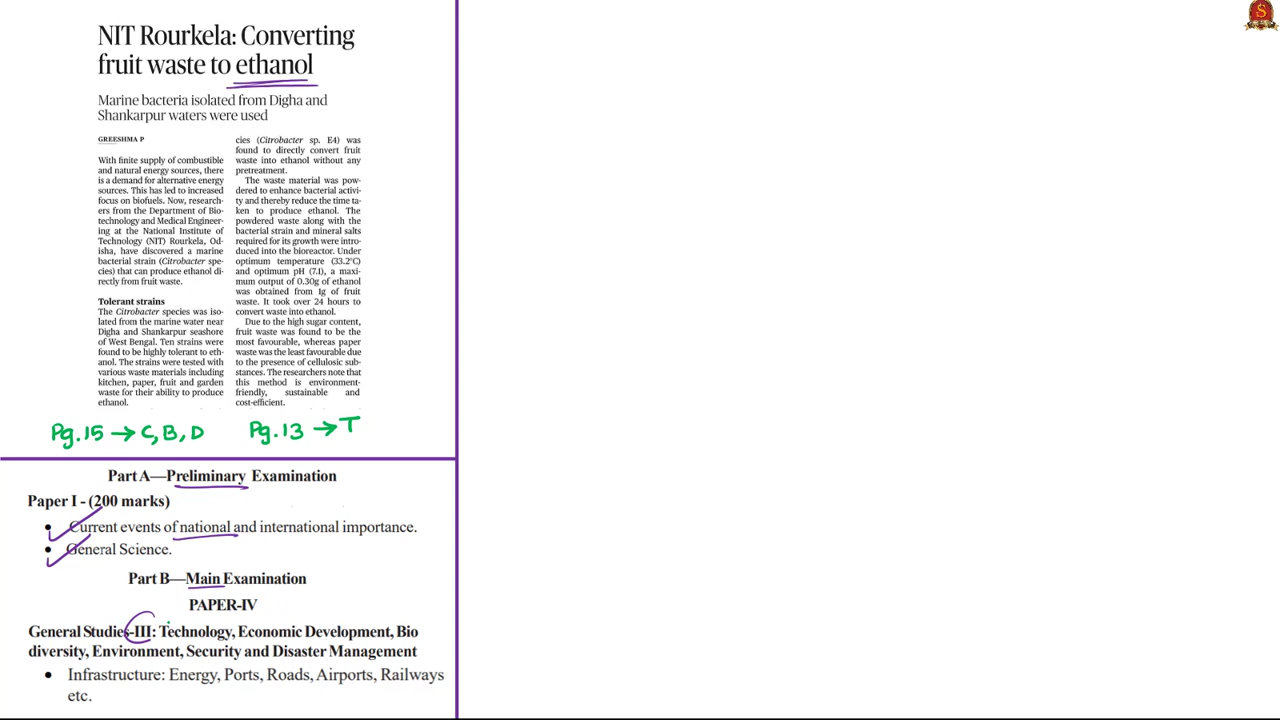 NIT Rourkela: Converting
fruit waste to ethanol
Marine bacteria isolated from Digha and
Shankarpur waters were used
GREESHMA P
With finite supply of combustible
and natural energy sources, there
is a demand for alternative energy
sources. This has led to increased
focus on biofuels. Now, research-
ers from the Department of Bio-
technology and Medical Engineer-
ing at the National Institute of
Technology (NIT) Rourkela, Od-
isha, have discovered a marine
bacterial strain (Citrobacter spe-
cies) that can produce ethanol di-
rectly from fruit waste.
Tolerant strains
The Citrobacter species was iso-
lated from the marine water near
Digha and Shankarpur seashore
of West Bengal. Ten strains were
found to be highly tolerant to eth-
anol. The strains were tested with
various waste materials including
kitchen, paper, fruit and garden
waste for their ability to produce
ethanol.
cies (Citrobacter sp. E4) was
found to directly convert fruit
waste into ethanol without any
pretreatment.
The waste material was pow-
dered to enhance bacterial activi-
ty and thereby reduce the time ta-
ken to produce ethanol. The
powdered waste along with the
bacterial strain and mineral salts
required for its growth were intro-
duced into the bioreactor. Under
optimum temperature (33.2°C)
and optimum pH (7.1), a maxi-
mum output of 0.30g of ethanol
was obtained from 1g of fruit
waste. It took over 24 hours to
convert waste into ethanol.
Due to the high sugar content,
fruit waste was found to be the
most favourable, whereas paper
waste was the least favourable due
to the presence of cellulosic sub-
stances. The researchers note that
this method is environment-
friendly, sustainable and
cost-efficient.
Pg.15 → C, B, D
Pg.13 → T
Part A—Preliminary Examination
Paper I - (200 marks)
• Current events of national and international importance.
• General Science.
Part B—Main Examination
PAPER-IV
General Studies-III: Technology, Economic Development, Bio
diversity, Environment, Security and Disaster Management
• Infrastructure: Energy, Ports, Roads, Airports, Railways
etc.
S